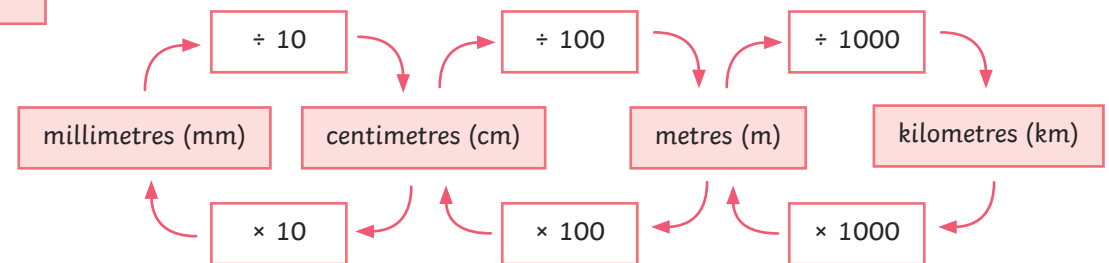 ÷ 10
÷ 100
÷ 1000
millimetres (mm)
centimetres (cm)
metres (m)
kilometres (km)
× 10
× 100
× 1000